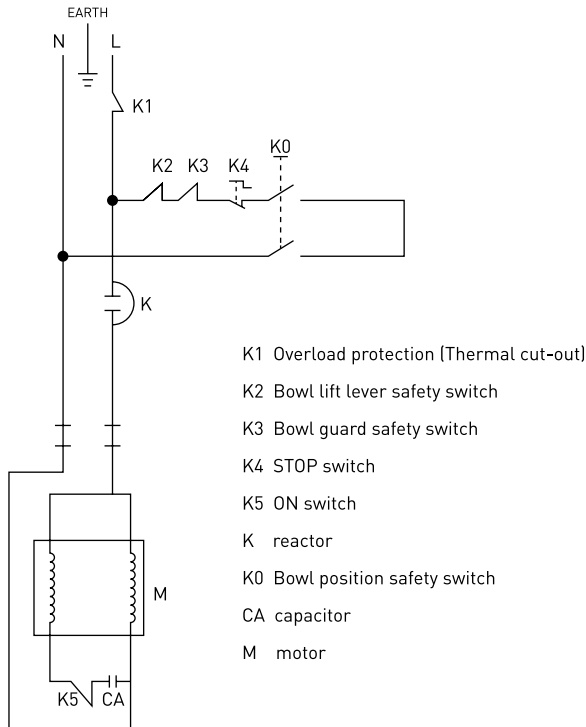 EARTH
N L
K1
K0
K2 K3 K4
K
K1 Overload protection (Thermal cut-out)
K2 Bowl lift lever safety switch
K3 Bowl guard safety switch
K4 STOP switch
K5 ON switch
K reactor
K0 Bowl position safety switch
CA capacitor
M motor
M
K5 CA